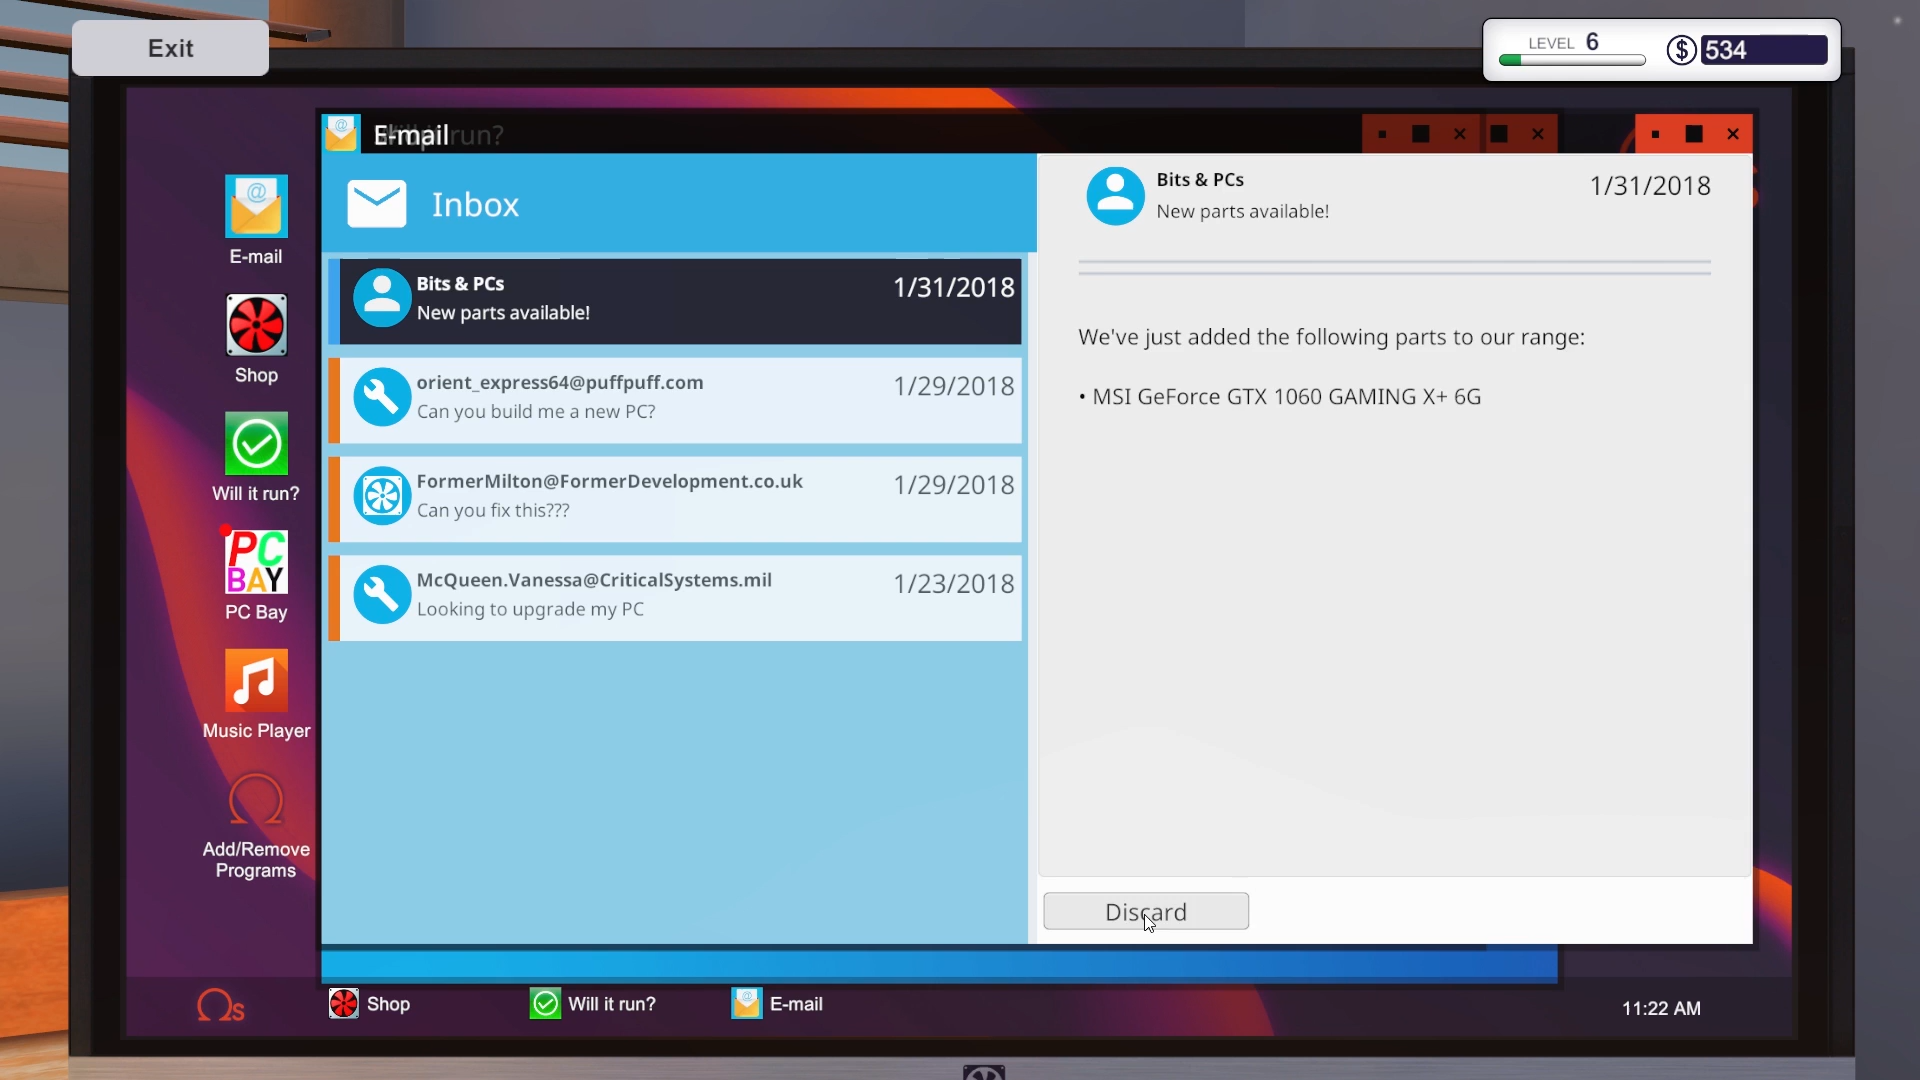 Exit
LEVEL 6
$ 534
E-mail
Inbox
Bits & PCs
1/31/2018
New parts available!
orient_express64@puffpuff.com
1/29/2018
Can you build me a new PC?
FormerMilton@FormerDevelopment.co.uk
1/29/2018
Can you fix this???
McQueen.Vanessa@CriticalSystems.mil
1/23/2018
Looking to upgrade my PC
Bits & PCs
1/31/2018
New parts available!
We've just added the following parts to our range:
• MSI GeForce GTX 1060 GAMING X+ 6G
Discard
E-mail
Shop
Will it run?
PC
BAY
PC Bay
Music Player
Add/Remove
Programs
Ωs
Shop
Will it run?
E-mail
11:22 AM